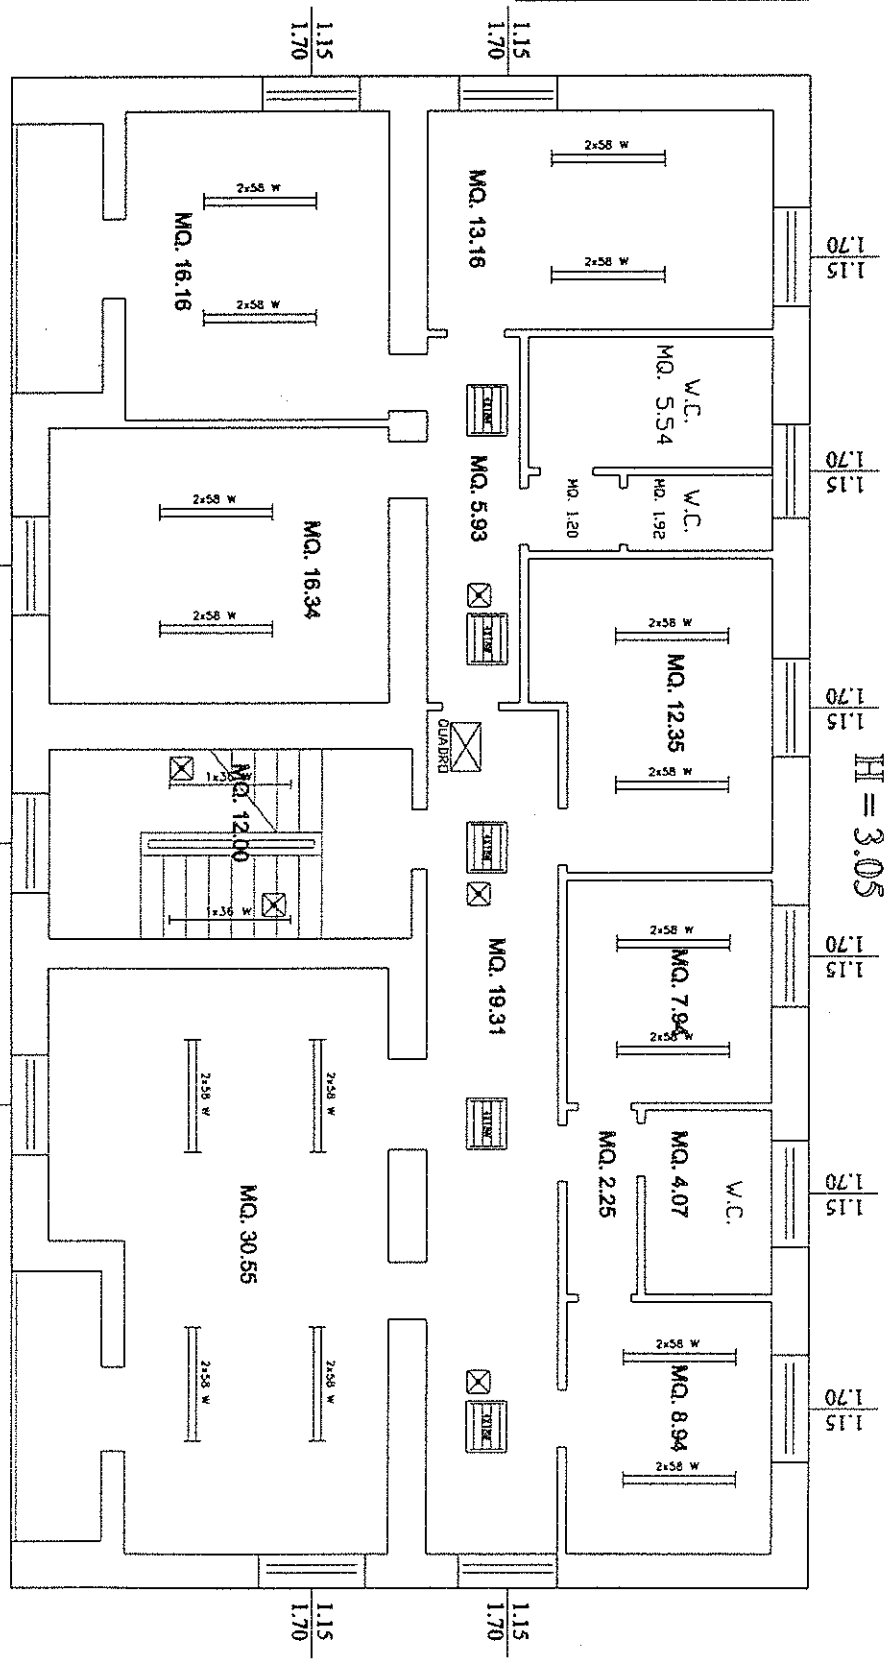 1.15
1.70
1.15
1.70
2x58 W
MQ. 13.16
2x58 W
1.70
1.15
2x58 W
MQ. 16.16
2x58 W
W.C.
MQ. 5.54
1.70
1.15
MQ. 5.93
W.C.
MQ. 1.92
MQ. 1.20
2x58 W
MQ. 16.34
2x58 W
2x58 W
MQ. 12.35
2x58 W
1.70
1.15
H = 3.05
QUADRO
MQ. 12.00
1x36 W
MQ. 19.31
2x58 W
MQ. 7.94
2x58 W
1.70
1.15
2x58 W
2x58 W
MQ. 2.25
MQ. 4.07
W.C.
1.70
1.15
MQ. 30.55
2x58 W
2x58 W
2x58 W
MQ. 8.94
2x58 W
1.70
1.15
1.15
1.70
1.15
1.70